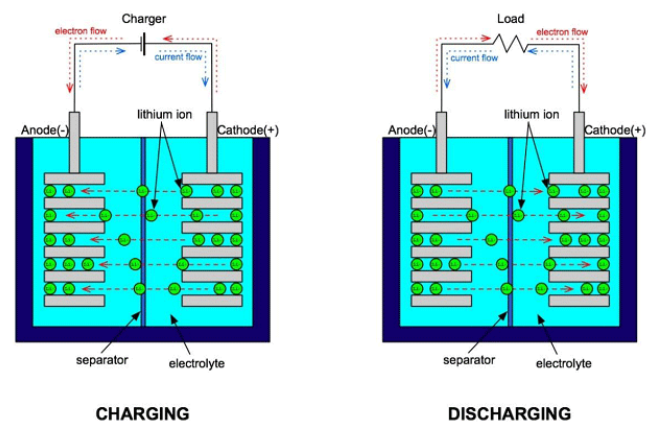 Charger
electron flow
current flow
lithium ion
Anode(-)
Cathode(+)
separator
electrolyte
CHARGING
Load
electron flow
current flow
lithium ion
Anode(-)
Cathode(+)
separator
electrolyte
DISCHARGING